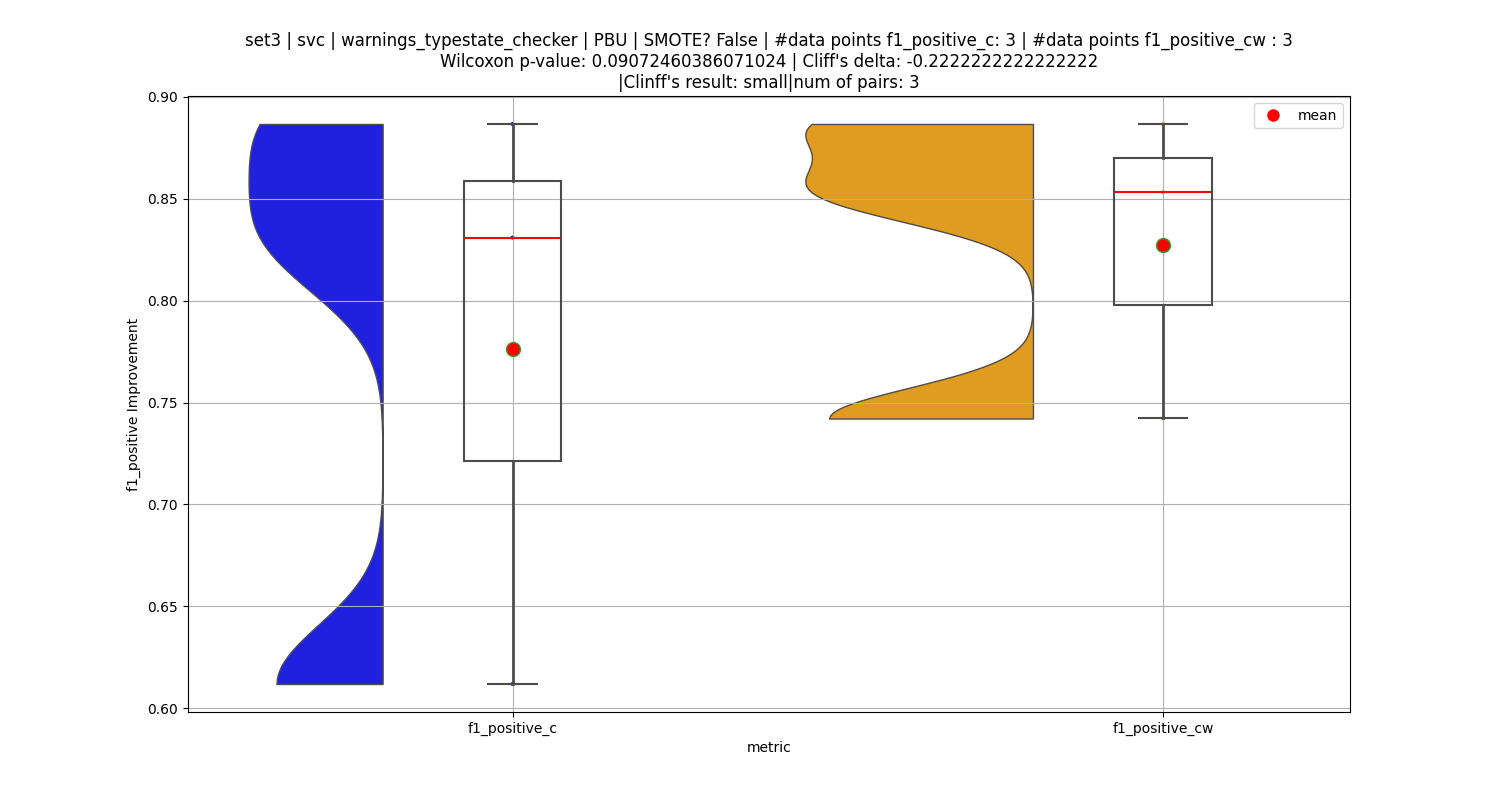 set3 | svc | warnings_typestate_checker | PBU | SMOTE? False | #data points f1_positive_c: 3 | #data points f1_positive_cw : 3
Wilcoxon p-value: 0.09072460386071024 | Cliff's delta: -0.2222222222222222
|Clinff's result: small|num of pairs: 3
mean
0.90
0.85
0.80
0.75
0.70
0.65
0.60
f1_positive Improvement
f1_positive_c
f1_positive_cw
metric